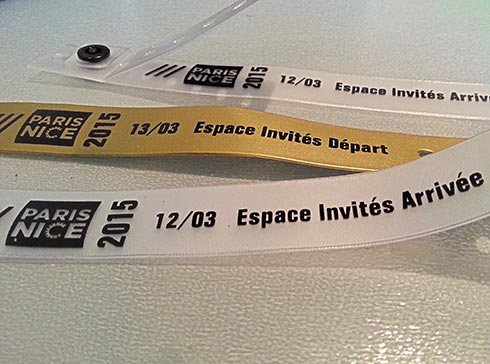 PARIS NICE 2015 12/03 Espace Invités Arriv
PARIS NICE 2015 13/03 Espace Invités Départ
PARIS NICE 2015 12/03 Espace Invités Arrivée